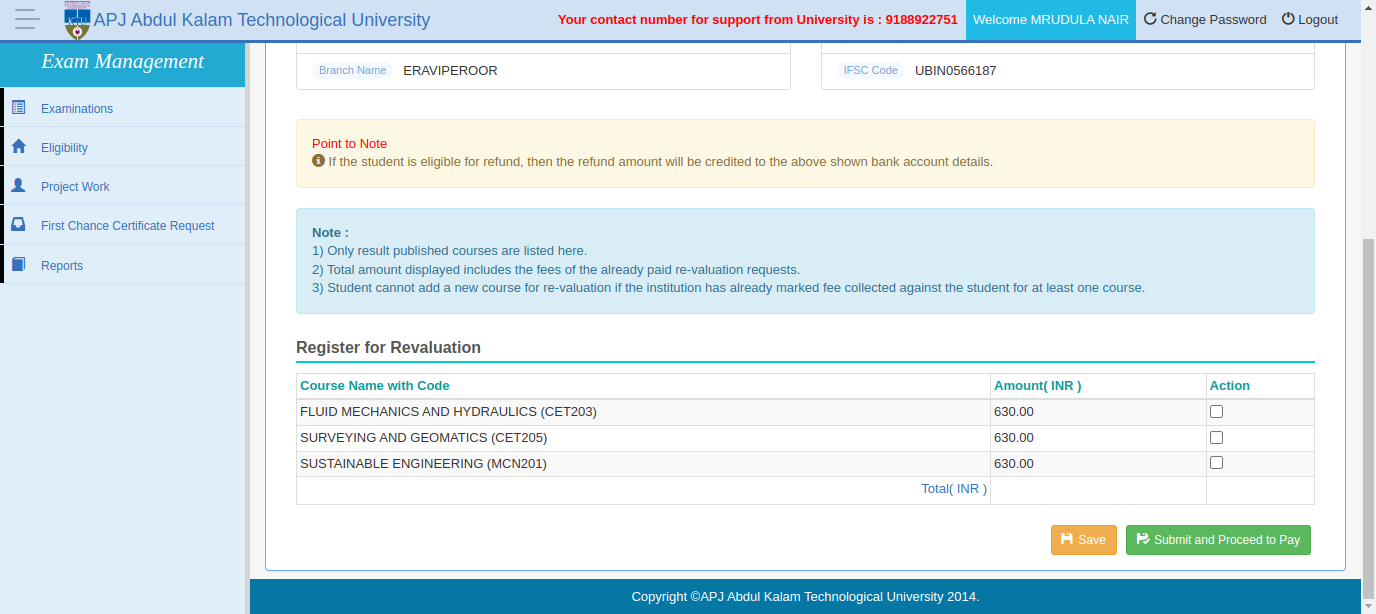 APJ Abdul Kalam Technological University
Your contact number for support from University is : 9188922751
Welcome MRUDULA NAIR
Change Password
Logout
Exam Management
Examinations
Eligibility
Project Work
First Chance Certificate Request
Reports
Branch Name ERAVIPEROOR
IFSC Code UBIN0566187
Point to Note
If the student is eligible for refund, then the refund amount will be credited to the above shown bank account details.
Note :
1) Only result published courses are listed here.
2) Total amount displayed includes the fees of the already paid re-valuation requests.
3) Student cannot add a new course for re-valuation if the institution has already marked fee collected against the student for at least one course.
Register for Revaluation
Course Name with Code Amount( INR ) Action
FLUID MECHANICS AND HYDRAULICS (CET203) 630.00
SURVEYING AND GEOMATICS (CET205) 630.00
SUSTAINABLE ENGINEERING (MCN201) 630.00
Total( INR )
Save
Submit and Proceed to Pay
Copyright ©APJ Abdul Kalam Technological University 2014.